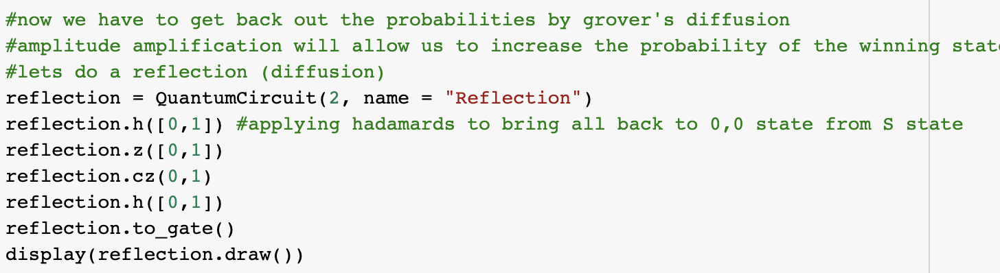 #now we have to get back out the probabilities by grover's diffusion
#amplitude amplification will allow us to increase the probability of the winning stat
#lets do a reflection (diffusion)
reflection = QuantumCircuit(2, name = "Reflection")
reflection.h([0,1]) #applying hadamards to bring all back to 0,0 state from S state
reflection.z([0,1])
reflection.cz(0,1)
reflection.h([0,1])
reflection.to_gate()
display(reflection.draw())